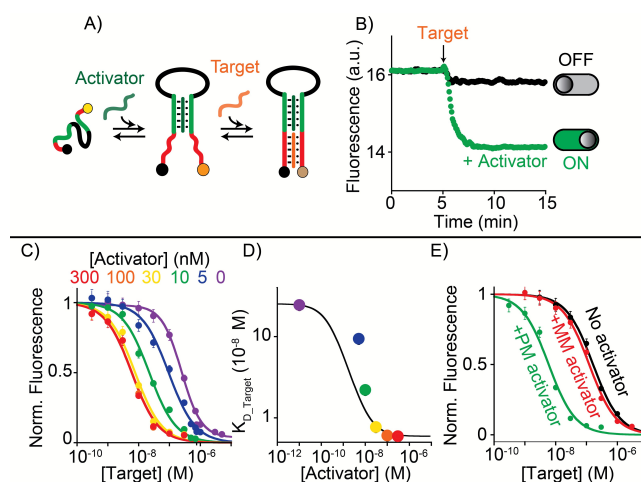 A)
Activator
Target
B)
Target
Fluorescence (a.u.)
16
14
OFF
+ Activator
ON
0
5
10
15
Time (min)
C)
[Activator] (nM)
300 100 30 10 5 0
Norm. Fluorescence
1
0.5
0
10⁻¹⁰
10⁻⁸
10⁻⁶
[Target] (M)
D)
K_D_Target (10⁻⁸ M)
10
1
10⁻¹²
10⁻¹⁰
10⁻⁸
10⁻⁶
[Activator] (M)
E)
Norm. Fluorescence
1
0.5
0
No activator
+MM activator
+PM activator
10⁻¹⁰
10⁻⁸
10⁻⁶
[Target] (M)